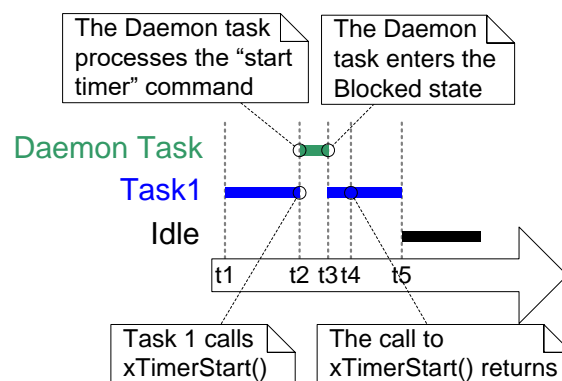 The Daemon task
processes the “start
timer” command
The Daemon
task enters the
Blocked state
Daemon Task
Task1
Idle
t1 t2 t3 t4 t5
Task 1 calls
xTimerStart()
The call to
xTimerStart() returns